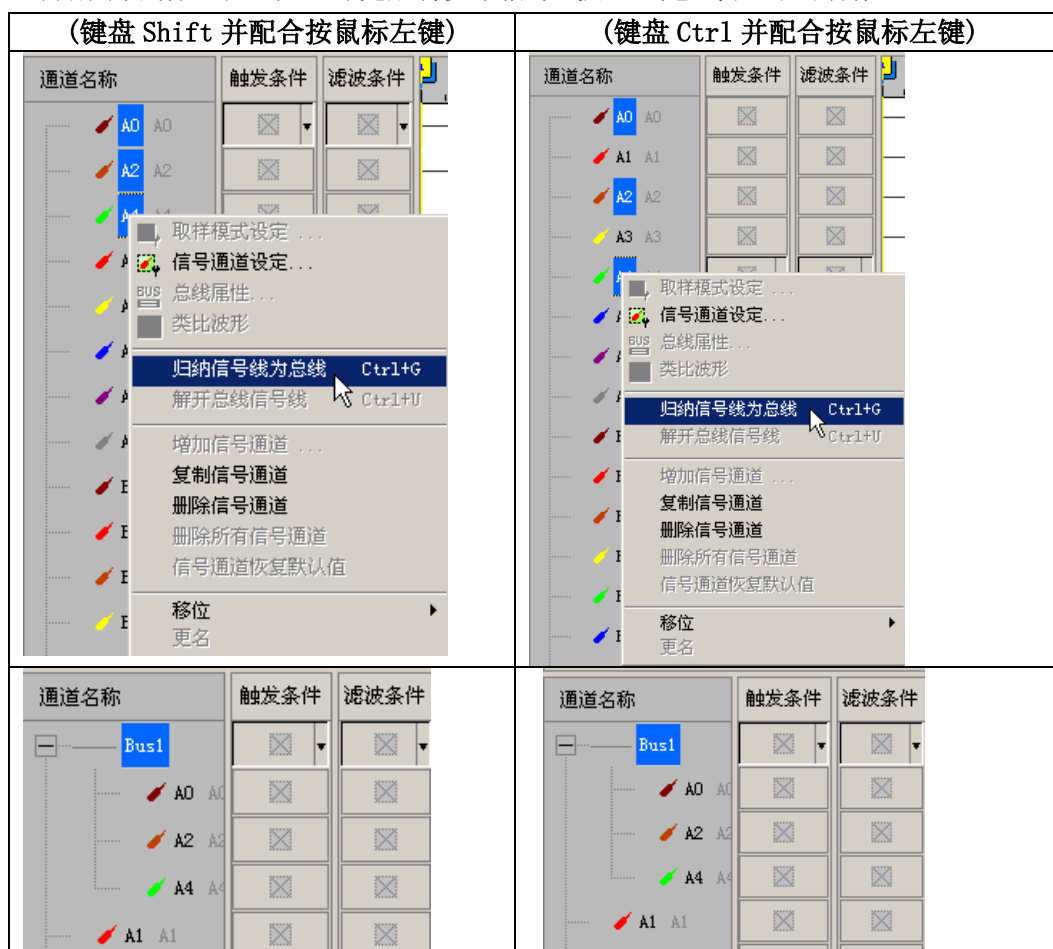 (键盘 Shift 并配合按鼠标左键)
(键盘 Ctrl 并配合按鼠标左键)
通道名称 触发条件 滤波条件
A0 A0
A2 A2
取样模式设定 ...
信号通道设定...
BUS 总线属性...
类比波形
归纳信号线为总线 Ctrl+G
解开总线信号线 Ctrl+U
增加信号通道 ...
复制信号通道
删除信号通道
删除所有信号通道
信号通道恢复默认值
移位
更名
通道名称 触发条件 滤波条件
A0 A0
A1 A1
A2 A2
A3 A3
取样模式设定 ...
信号通道设定...
BUS 总线属性...
类比波形
归纳信号线为总线 Ctrl+G
解开总线信号线 Ctrl+U
增加信号通道 ...
复制信号通道
删除信号通道
删除所有信号通道
信号通道恢复默认值
移位
更名
通道名称 触发条件 滤波条件
Bus1
A0 A0
A2 A2
A4 A4
A1 A1
通道名称 触发条件 滤波条件
Bus1
A0 A0
A2 A2
A4 A4
A1 A1